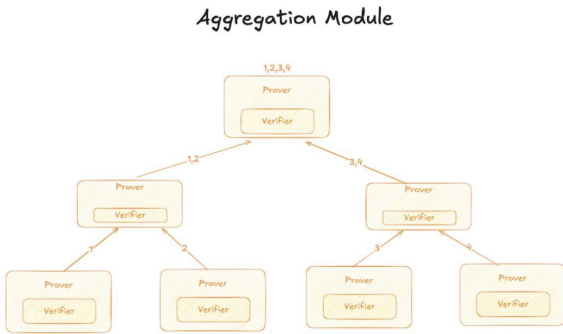 Aggregation Module
1,2,3,4
Prover
Verifier
1,2
3,4
Prover
Verifier
Prover
Verifier
1
2
3
4
Prover
Verifier
Prover
Verifier
Prover
Verifier
Prover
Verifier